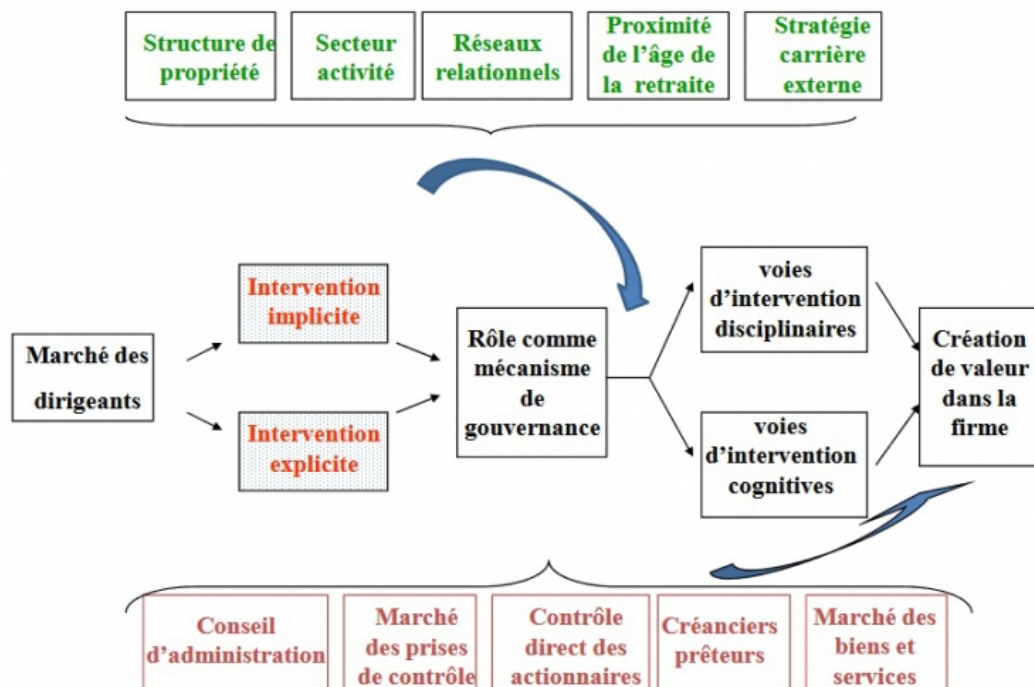 Structure de
propriété
Secteur
activité
Réseaux
relationnels
Proximité
de l'âge de
la retraite
Stratégie
carrière
externe
Marché des
dirigeants
Intervention
implicite
Intervention
explicite
Rôle comme
mécanisme
de
gouvernance
voies
d'intervention
disciplinaires
voies
d'intervention
cognitives
Création
de valeur
dans la
firme
Conseil
d'administration
Marché
des prises
de contrôle
Contrôle
direct des
actionnaires
Créanciers
prêteurs
Marché des
biens et
services